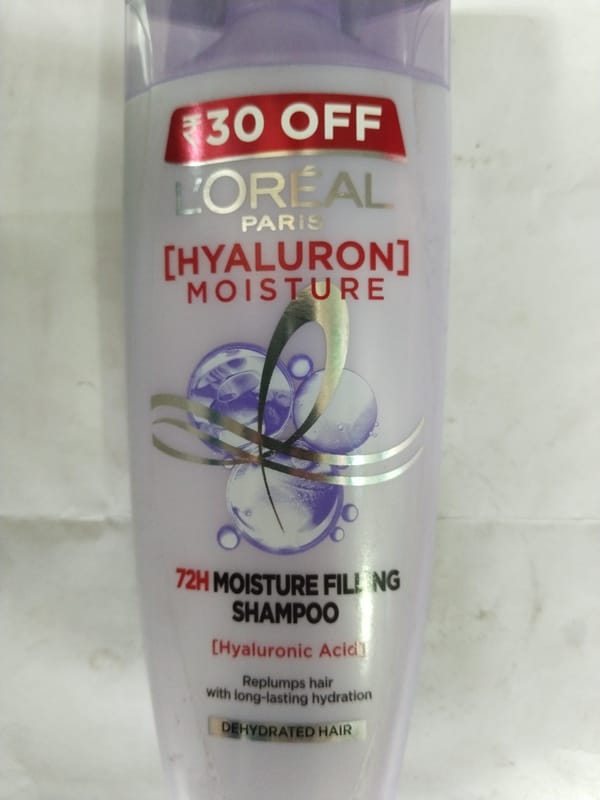 ₹30 OFF
L'ORÉAL
PARIS
[HYALURON]
MOISTURE
72H MOISTURE FILLING
SHAMPOO
[Hyaluronic Acid]
Replumps hair
with long-lasting hydration
DEHYDRATED HAIR